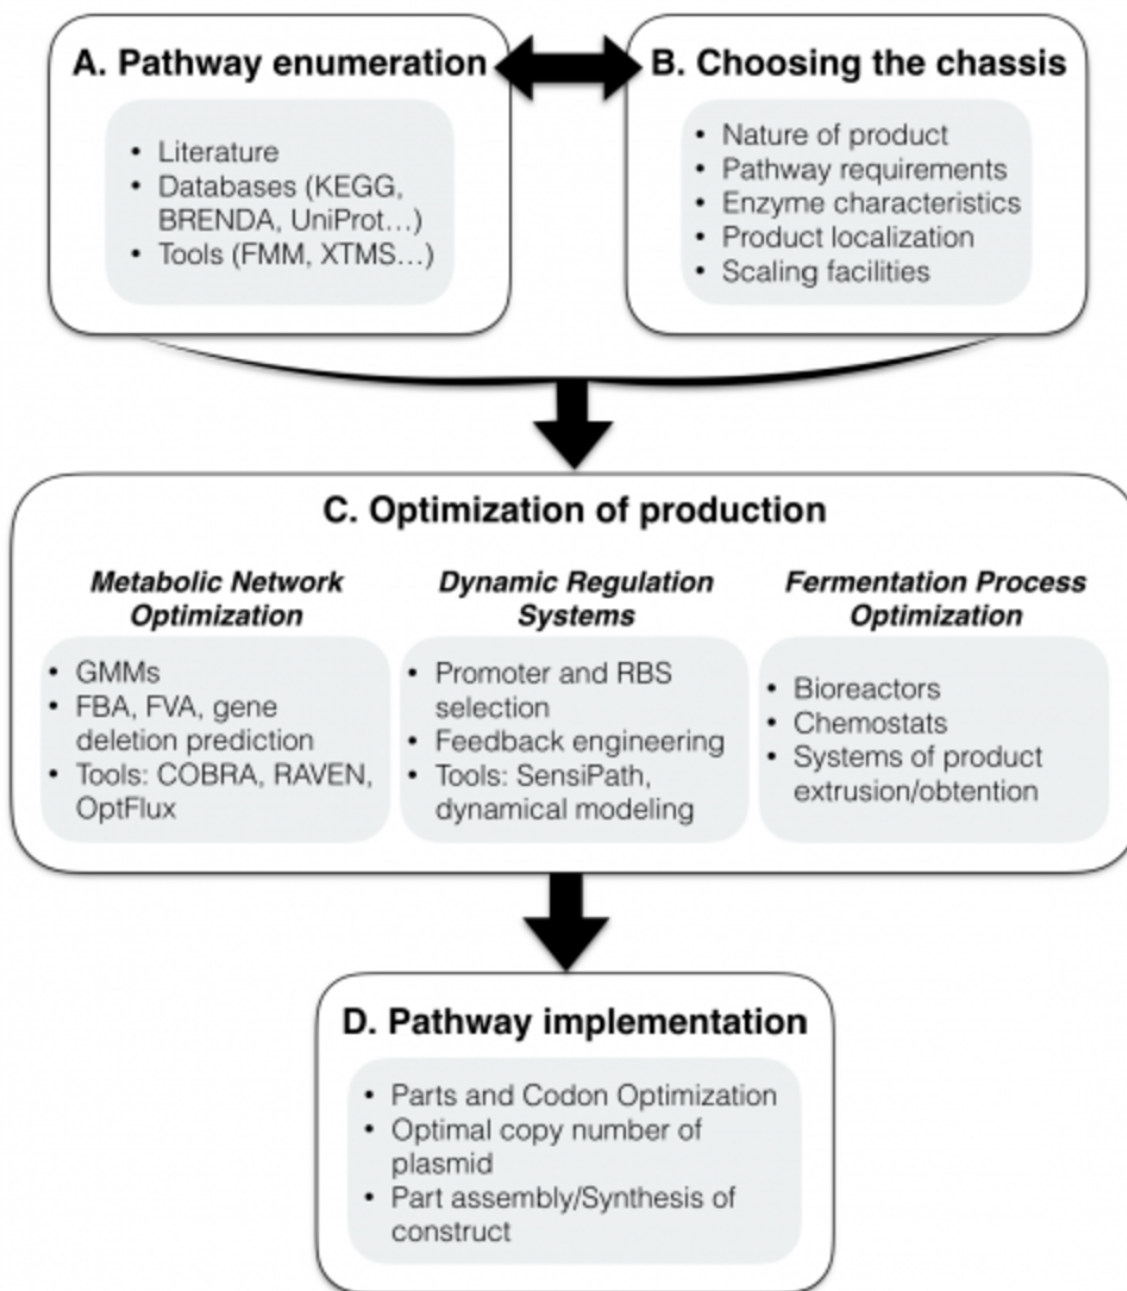 A. Pathway enumeration
• Literature
• Databases (KEGG,
BRENDA, UniProt...)
• Tools (FMM, XTMS...)
B. Choosing the chassis
• Nature of product
• Pathway requirements
• Enzyme characteristics
• Product localization
• Scaling facilities
C. Optimization of production
Metabolic Network
Optimization
• GMMs
• FBA, FVA, gene
deletion prediction
• Tools: COBRA, RAVEN,
OptFlux
Dynamic Regulation
Systems
• Promoter and RBS
selection
• Feedback engineering
• Tools: SensiPath,
dynamical modeling
Fermentation Process
Optimization
• Bioreactors
• Chemostats
• Systems of product
extrusion/obtention
D. Pathway implementation
• Parts and Codon Optimization
• Optimal copy number of
plasmid
• Part assembly/Synthesis of
construct